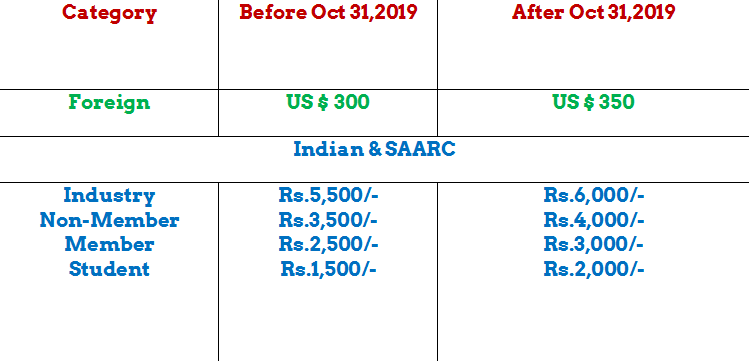 Category Before Oct 31,2019 After Oct 31,2019
Foreign US $ 300 US $ 350
Indian & SAARC
Industry Rs.5,500/- Rs.6,000/-
Non-Member Rs.3,500/- Rs.4,000/-
Member Rs.2,500/- Rs.3,000/-
Student Rs.1,500/- Rs.2,000/-